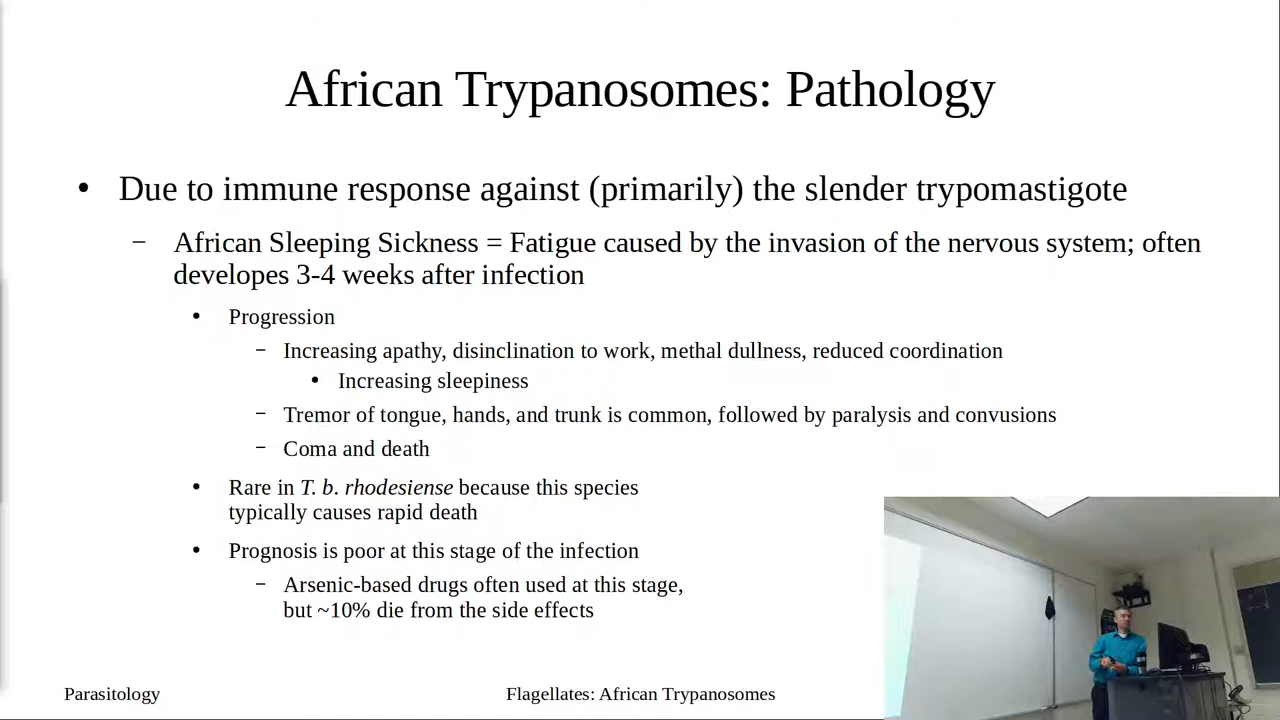 African Trypanosomes: Pathology
• Due to immune response against (primarily) the slender trypomastigote
– African Sleeping Sickness = Fatigue caused by the invasion of the nervous system; often
developes 3-4 weeks after infection
• Progression
– Increasing apathy, disinclination to work, methal dullness, reduced coordination
• Increasing sleepiness
– Tremor of tongue, hands, and trunk is common, followed by paralysis and convusions
– Coma and death
• Rare in T. b. rhodesiense because this species
typically causes rapid death
• Prognosis is poor at this stage of the infection
– Arsenic-based drugs often used at this stage,
but ~10% die from the side effects
Parasitology
Flagellates: African Trypanosomes